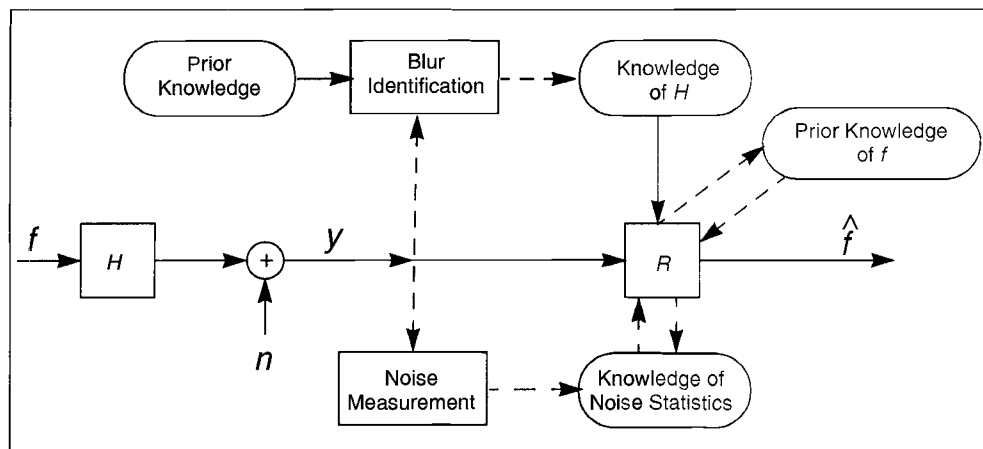 Prior
Knowledge
Blur
Identification
Knowledge
of H
Prior Knowledge
of f
f
H
+
n
y
R
f̂
Noise
Measurement
Knowledge of
Noise Statistics